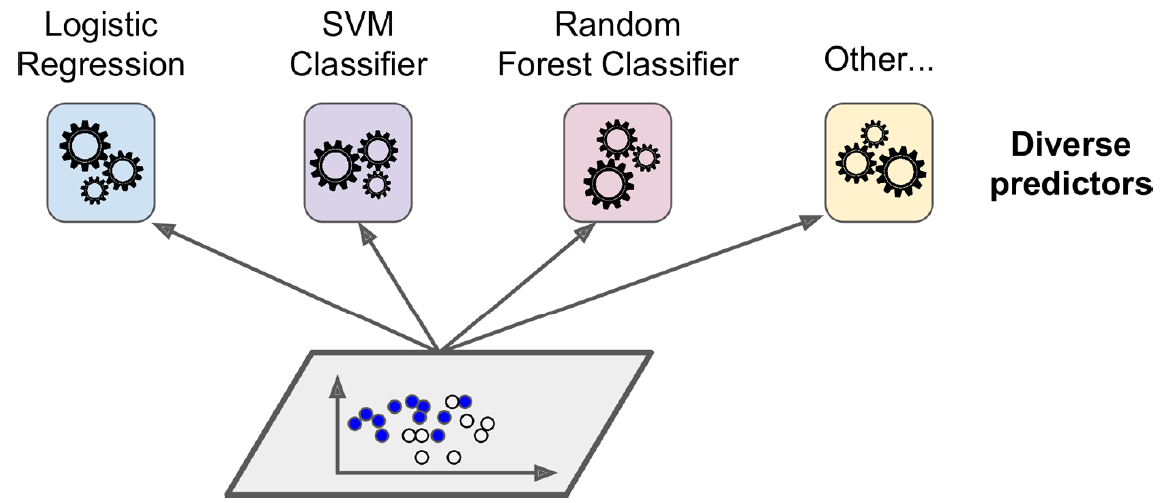 Logistic
Regression
SVM
Classifier
Random
Forest Classifier
Other...
Diverse
predictors